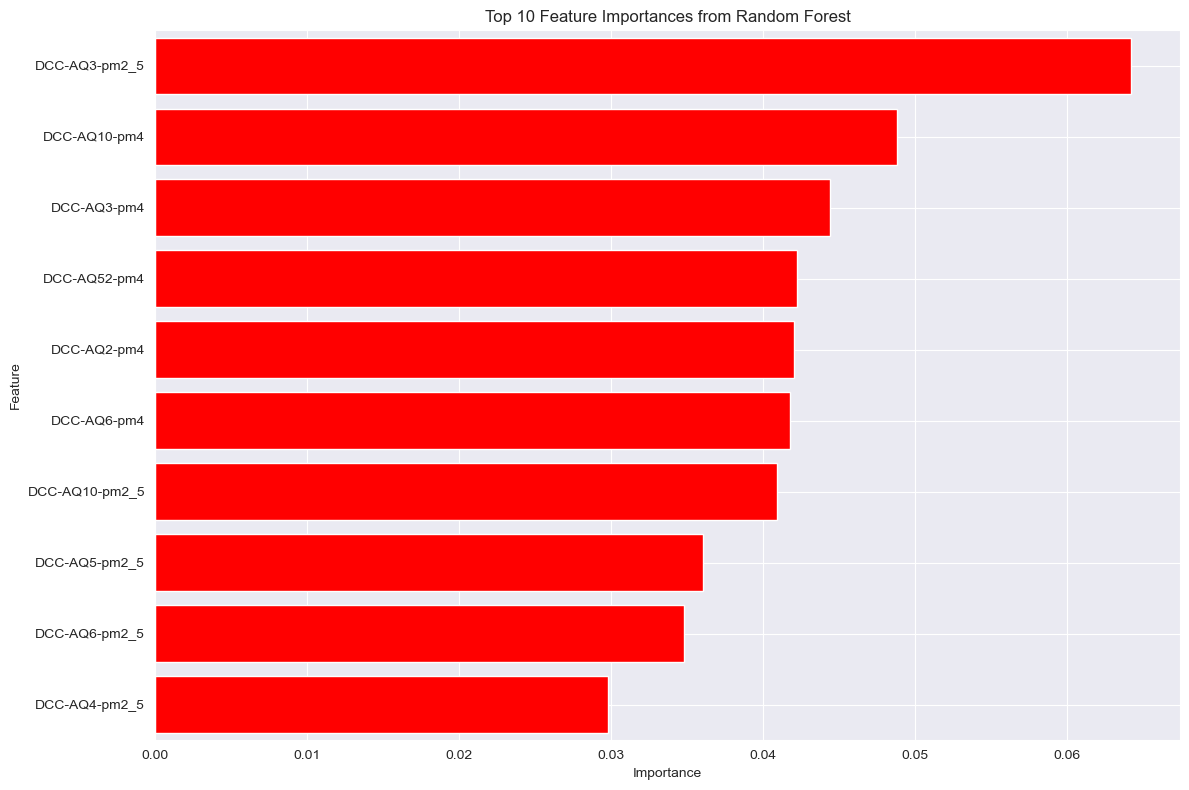 Top 10 Feature Importances from Random Forest
Feature
DCC-AQ3-pm2_5
DCC-AQ10-pm4
DCC-AQ3-pm4
DCC-AQ52-pm4
DCC-AQ2-pm4
DCC-AQ6-pm4
DCC-AQ10-pm2_5
DCC-AQ5-pm2_5
DCC-AQ6-pm2_5
DCC-AQ4-pm2_5
0.00 0.01 0.02 0.03 0.04 0.05 0.06
Importance